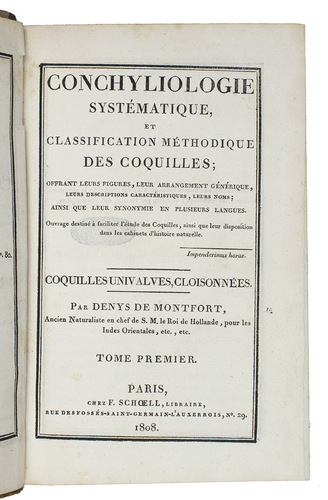 CONCHYLIOLOGIE
SYSTÉMATIQUE,
ET
CLASSIFICATION MÉTHODIQUE
DES COQUILLES;
OFFRANT LEURS FIGURES, LEUR ARRANGEMENT GÉNÉRIQUE,
LEURS DESCRIPTIONS CARACTÉRISTIQUES, LEURS NOMS;
AINSI QUE LEUR SYNONYMIE EN PLUSIEURS LANGUES.
Ouvrage destiné à faciliter l'étude des Coquilles, ainsi que leur disposition
dans les cabinets d'histoire naturelle.
Impenderimus horae.
COQUILLES UNIVALVES, CLOISONNÉES.
PAR DENYS DE MONTFORT,
Ancien Naturaliste en chef de S. M. le Roi de Hollande, pour les
Indes Orientales, etc., etc.
TOME PREMIER.
PARIS,
CHEZ F. SCHOELL, LIBRAIRE,
RUE DES FOSSÉS-SAINT-GERMAIN-L'AUXERROIS, N°. 29.
1808.